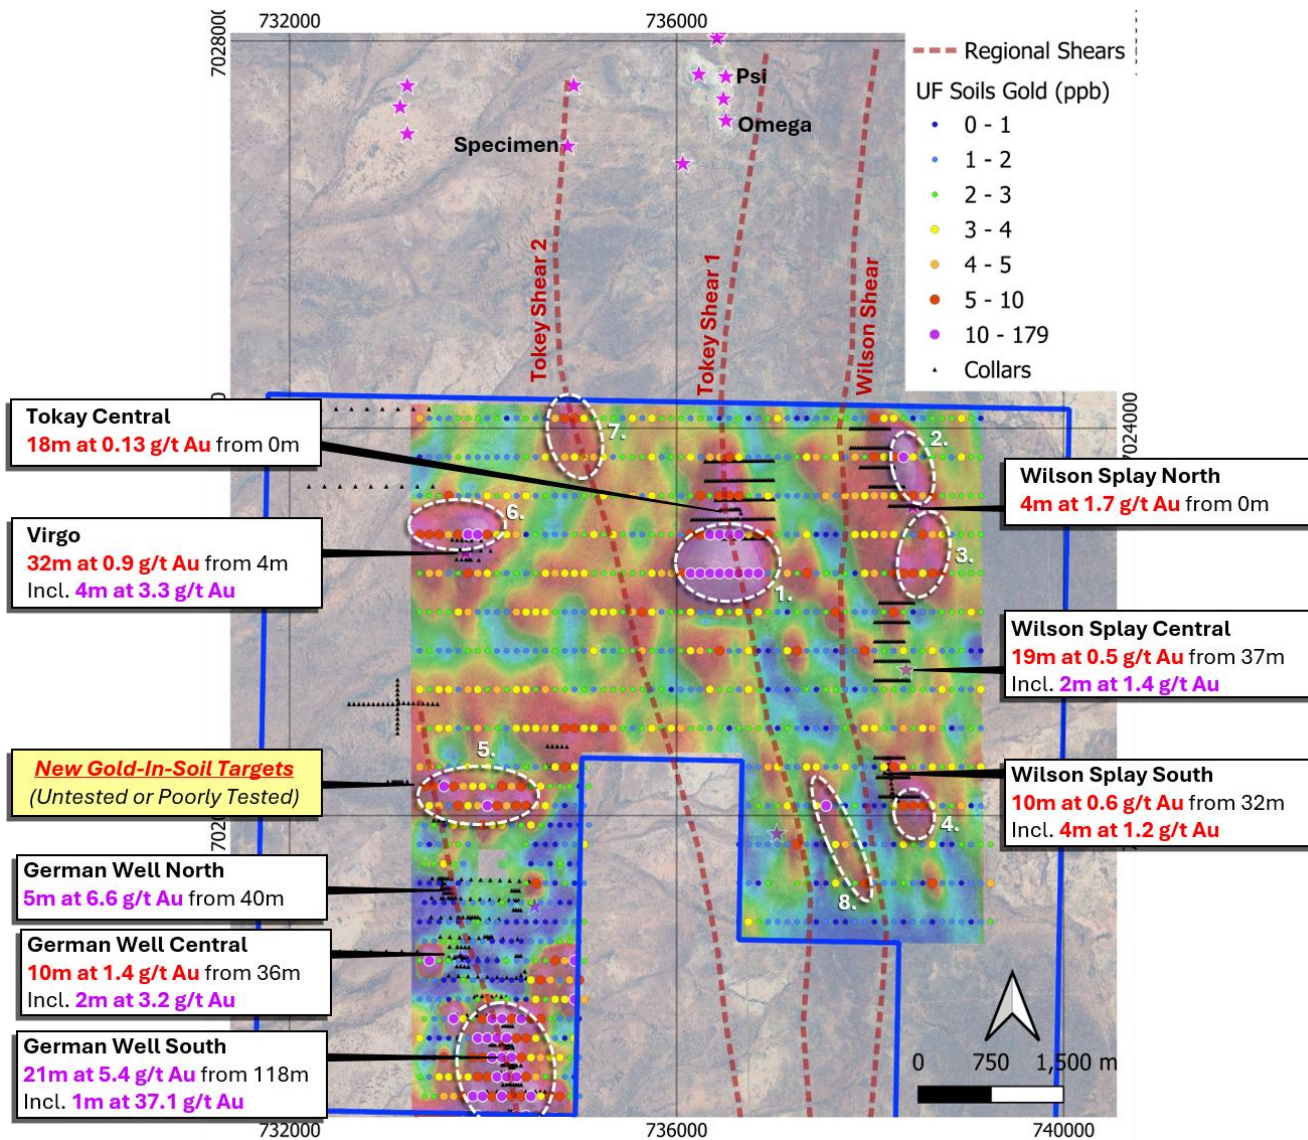 732000
736000
7028000
Regional Shears
UF Soils Gold (ppb)
0 - 1
1 - 2
2 - 3
3 - 4
4 - 5
5 - 10
10 - 179
Collars
Psi
Omega
Specimen
Tokey Shear 2
Tokey Shear 1
Wilson Shear
0
7024000
Tokay Central
18m at 0.13 g/t Au from 0m
7.
2.
Wilson Splay North
4m at 1.7 g/t Au from 0m
6.
Virgo
32m at 0.9 g/t Au from 4m
Incl. 4m at 3.3 g/t Au
3.
1.
Wilson Splay Central
19m at 0.5 g/t Au from 37m
Incl. 2m at 1.4 g/t Au
5.
New Gold-In-Soil Targets
(Untested or Poorly Tested)
Wilson Splay South
10m at 0.6 g/t Au from 32m
Incl. 4m at 1.2 g/t Au
702
4.
German Well North
5m at 6.6 g/t Au from 40m
8.
German Well Central
10m at 1.4 g/t Au from 36m
Incl. 2m at 3.2 g/t Au
German Well South
21m at 5.4 g/t Au from 118m
Incl. 1m at 37.1 g/t Au
0 750 1,500 m
732000
736000
740000